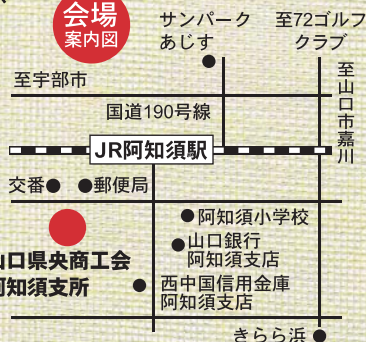 会場
案内図
サンパーク
あじす
至72ゴルフ
クラブ
至宇部市
国道190号線
至山口市嘉川
JR阿知須駅
交番
郵便局
阿知須小学校
山口銀行
阿知須支店
山口県央商工会
阿知須支所
西中国信用金庫
阿知須支店
きらら浜